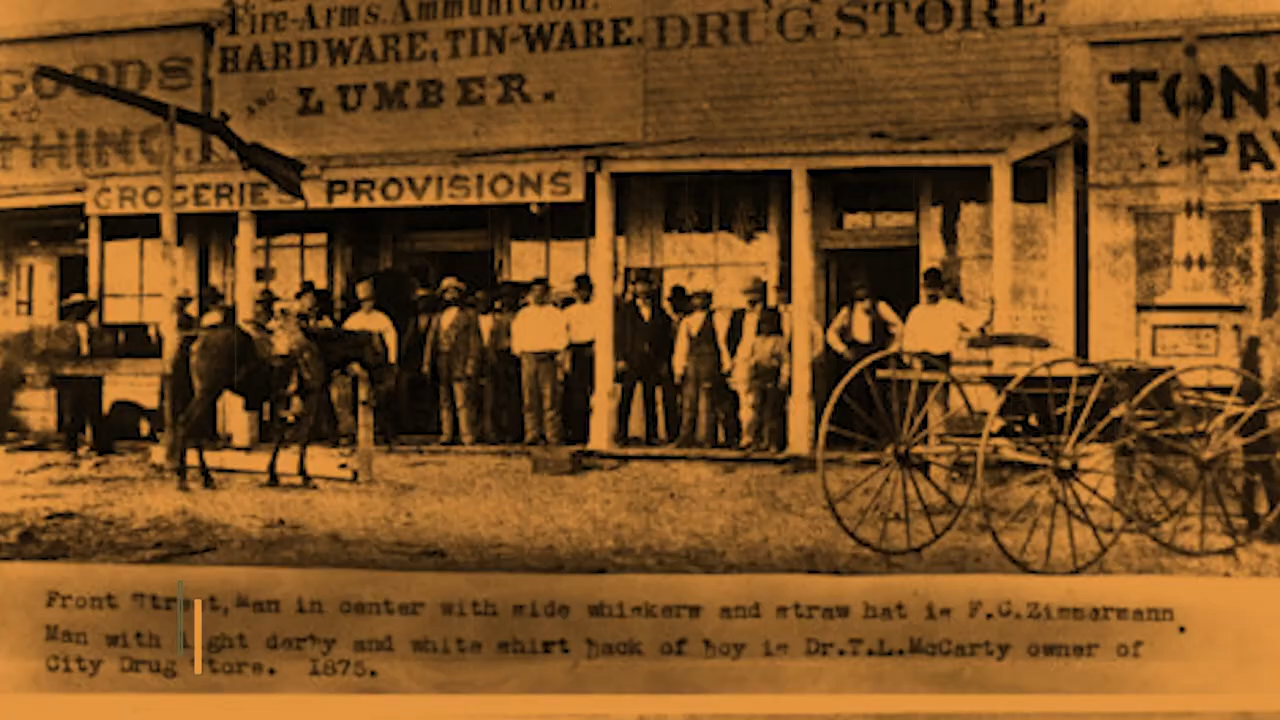 Fire-Arms. Ammunition.
HARDWARE, TIN-WARE.
AND LUMBER.
DRUG STORE
GOODS
AND
THING.
GROCERIES PROVISIONS
TONS
PA
Front Street, Man in center with side whiskers and straw hat is F.C.Zimmermann.
Man with light derby and white shirt back of boy is Dr.T.L.McCarty owner of
City Drug Store. 1875.